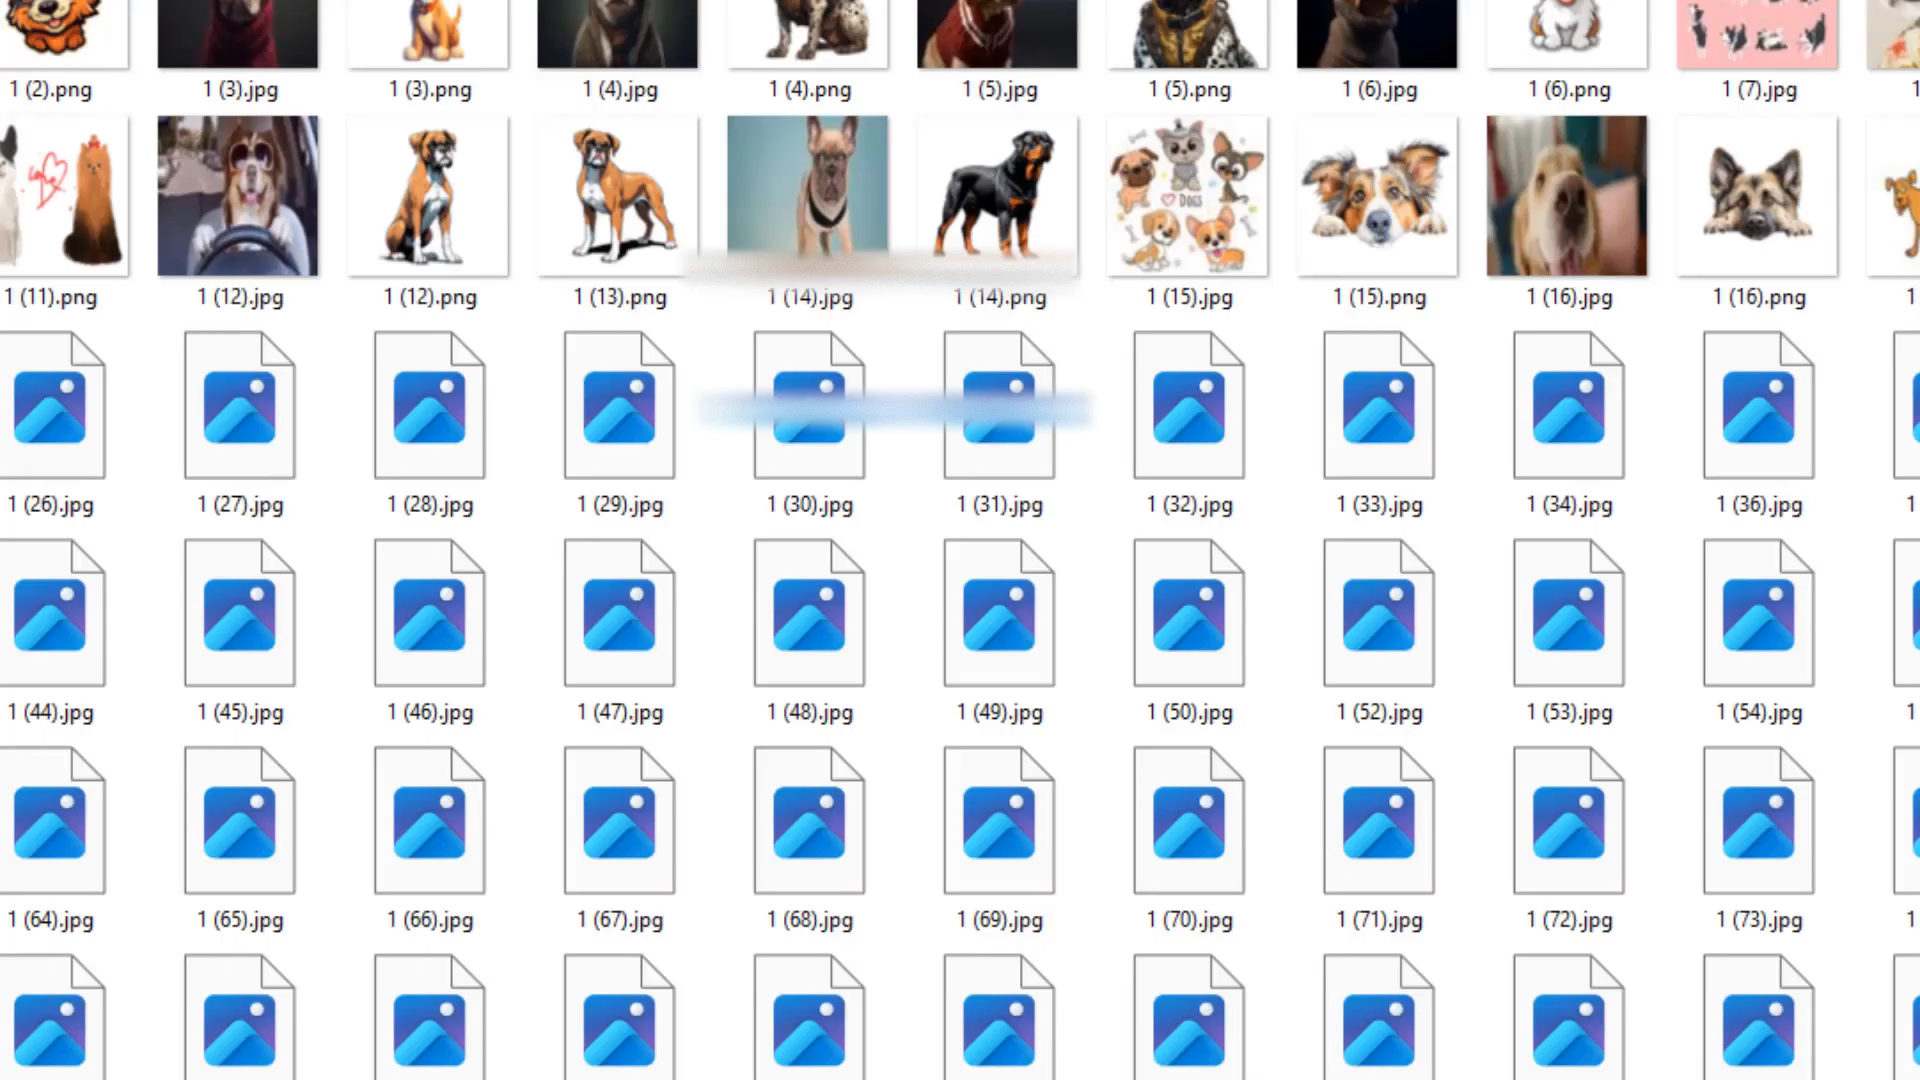 1 (2).png 1 (3).jpg 1 (3).png 1 (4).jpg 1 (4).png 1 (5).jpg 1 (5).png 1 (6).jpg 1 (6).png 1 (7).jpg
DOGS
1 (11).png 1 (12).jpg 1 (12).png 1 (13).png 1 (14).jpg 1 (14).png 1 (15).jpg 1 (15).png 1 (16).jpg 1 (16).png
1 (26).jpg 1 (27).jpg 1 (28).jpg 1 (29).jpg 1 (30).jpg 1 (31).jpg 1 (32).jpg 1 (33).jpg 1 (34).jpg 1 (36).jpg
1 (44).jpg 1 (45).jpg 1 (46).jpg 1 (47).jpg 1 (48).jpg 1 (49).jpg 1 (50).jpg 1 (52).jpg 1 (53).jpg 1 (54).jpg
1 (64).jpg 1 (65).jpg 1 (66).jpg 1 (67).jpg 1 (68).jpg 1 (69).jpg 1 (70).jpg 1 (71).jpg 1 (72).jpg 1 (73).jpg